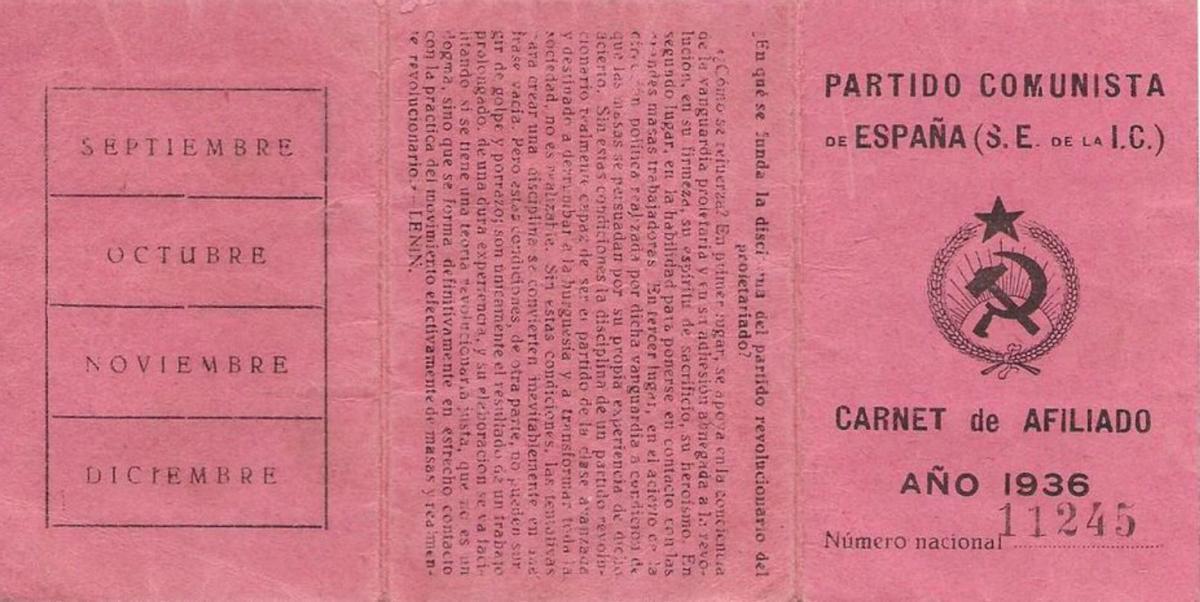 SEPTIEMBRE
OCTUBRE
NOVIEMBRE
DICIEMBRE
¿En qué se funda la disciplina del partido revolucionario del
proletariado?
«¿Cómo se refuerza? En primer lugar, se apoya en la conciencia
de la vanguardia proletaria y en su adhesión abnegada a la revo-
lución, en su firmeza, su espíritu de sacrificio, su heroísmo. En
segundo lugar, en la habilidad para ponerse en contacto con las
grandes masas trabajadoras. En tercer lugar, en el acierto de la
dirección política realizada por dicha vanguardia a condición de
que las masas se persuadan por su propia experiencia de dicho
acierto. Sin estas condiciones la disciplina de un partido revolu-
cionario realmente capaz de ser el partido de la clase avanzada
y destinado a derrumbar a la burguesía y a transformar toda la
sociedad, no es realizable. Sin estas condiciones, las tentativas
para crear una disciplina se convierten inevitablemente en una
frase vacía. Pero estas condiciones, de otra parte, no pueden sur-
gir de golpe y porrazo; son únicamente el resultado de un trabajo
prolongado, de una dura experiencia, y su elaboración se va faci-
litando si se tiene una teoría revolucionaria justa, que no es un
dogma, sino que se forma definitivamente en estrecho contacto
con la práctica del movimiento efectivamente de masas y realmen-
te revolucionario.»—LENIN.
PARTIDO COMUNISTA
DE ESPAÑA (S. E. DE LA I.C.)
CARNET de AFILIADO
AÑO 1936
Número nacional 11245